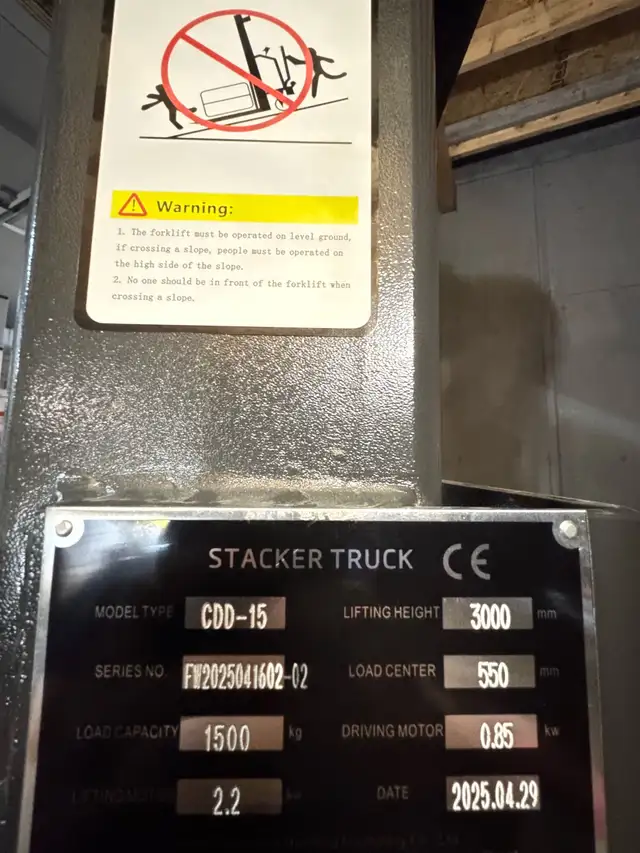 Warning:
1. The forklift must be operated on level ground,
if crossing a slope, people must be operated on
the high side of the slope.
2. No one should be in front of the forklift when
crossing a slope.
STACKER TRUCK CE
MODEL TYPE CDD-15 LIFTING HEIGHT 3000 mm
SERIES NO. FW2025041602-02 LOAD CENTER 550 mm
LOAD CAPACITY 1500 kg DRIVING MOTOR 0.85 kw
LIFTING MOTOR 2.2 kw DATE 2025.04.29